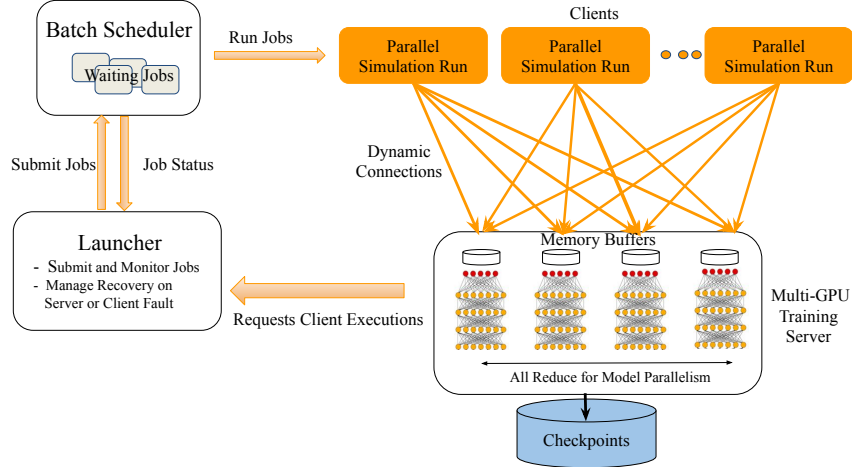 Clients
Batch Scheduler
Waiting Jobs
Run Jobs
Parallel
Simulation Run
Parallel
Simulation Run
Parallel
Simulation Run
Submit Jobs
Job Status
Dynamic
Connections
Launcher
- Submit and Monitor Jobs
- Manage Recovery on
Server or Client Fault
Requests Client Executions
Memory Buffers
Multi-GPU
Training
Server
All Reduce for Model Parallelism
Checkpoints